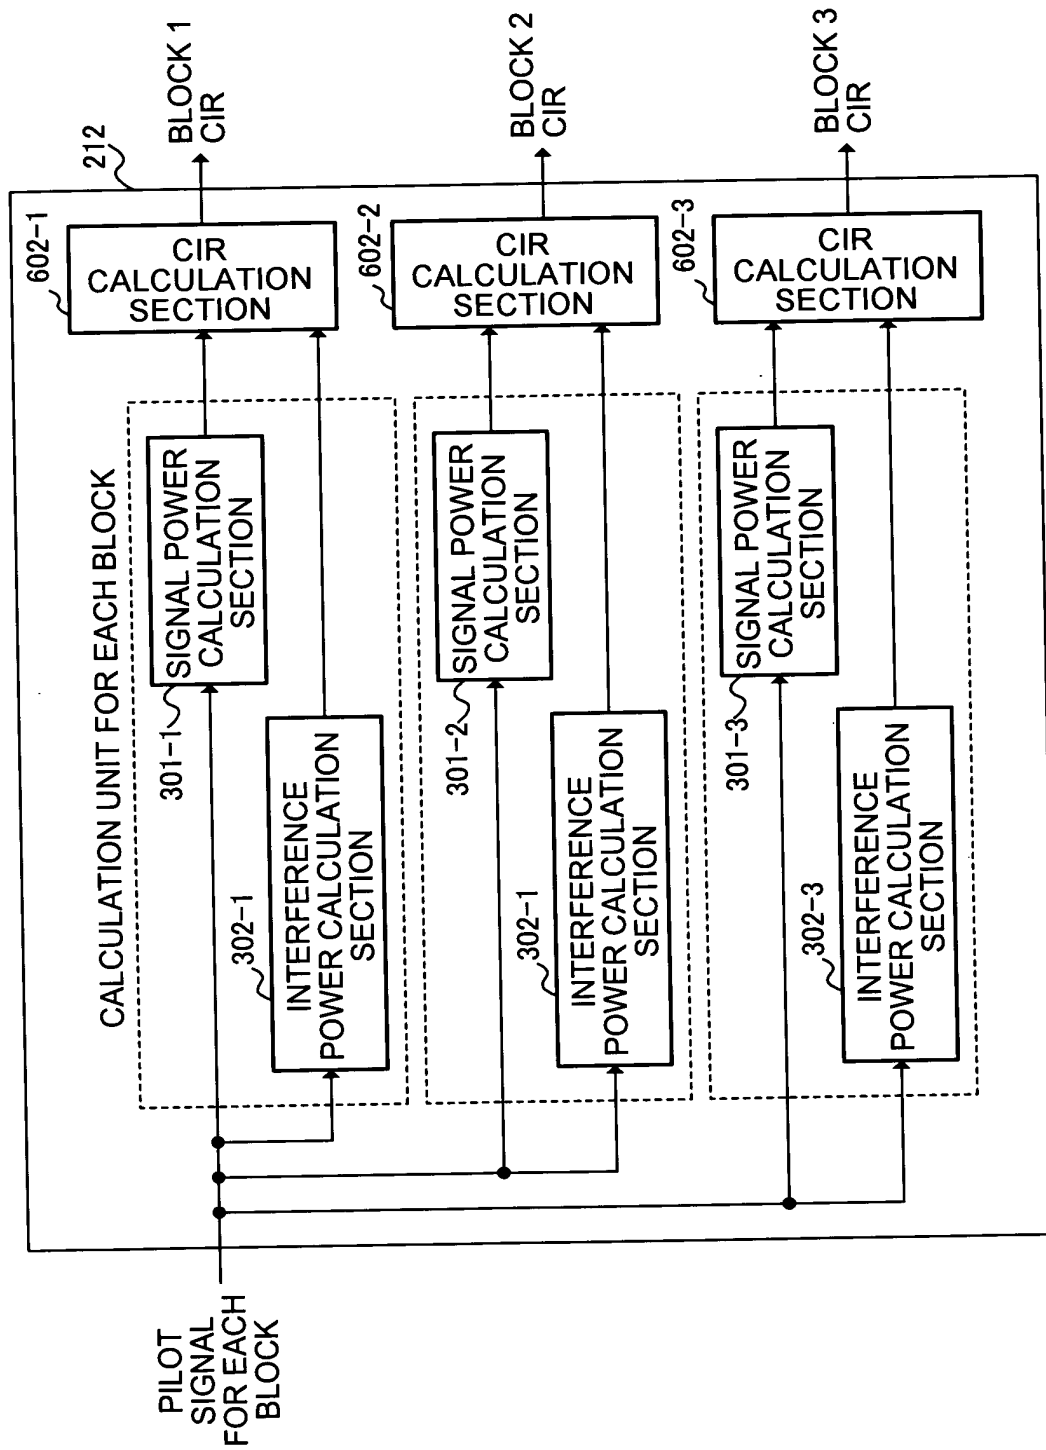 PILOT
SIGNAL
FOR EACH
BLOCK
CALCULATION UNIT FOR EACH BLOCK
212
301-1
SIGNAL POWER
CALCULATION
SECTION
302-1
INTERFERENCE
POWER CALCULATION
SECTION
602-1
CIR
CALCULATION
SECTION
BLOCK 1
CIR
301-2
SIGNAL POWER
CALCULATION
SECTION
302-1
INTERFERENCE
POWER CALCULATION
SECTION
602-2
CIR
CALCULATION
SECTION
BLOCK 2
CIR
301-3
SIGNAL POWER
CALCULATION
SECTION
302-3
INTERFERENCE
POWER CALCULATION
SECTION
602-3
CIR
CALCULATION
SECTION
BLOCK 3
CIR